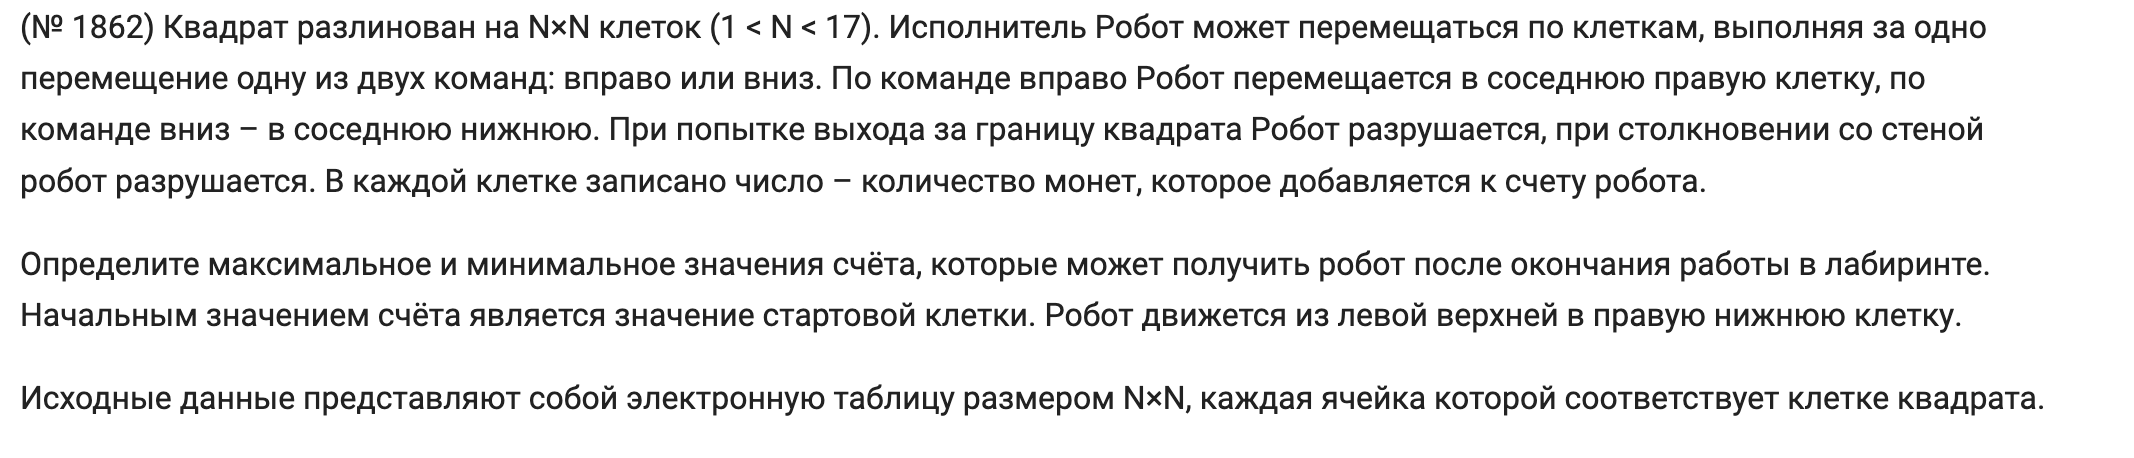 (№ 1862) Квадрат разлинован на N×N клеток (1 < N < 17). Исполнитель Робот может перемещаться по клеткам, выполняя за одно
перемещение одну из двух команд: вправо или вниз. По команде вправо Робот перемещается в соседнюю правую клетку, по
команде вниз – в соседнюю нижнюю. При попытке выхода за границу квадрата Робот разрушается, при столкновении со стеной
робот разрушается. В каждой клетке записано число – количество монет, которое добавляется к счету робота.
Определите максимальное и минимальное значения счёта, которые может получить робот после окончания работы в лабиринте.
Начальным значением счёта является значение стартовой клетки. Робот движется из левой верхней в правую нижнюю клетку.
Исходные данные представляют собой электронную таблицу размером N×N, каждая ячейка которой соответствует клетке квадрата.